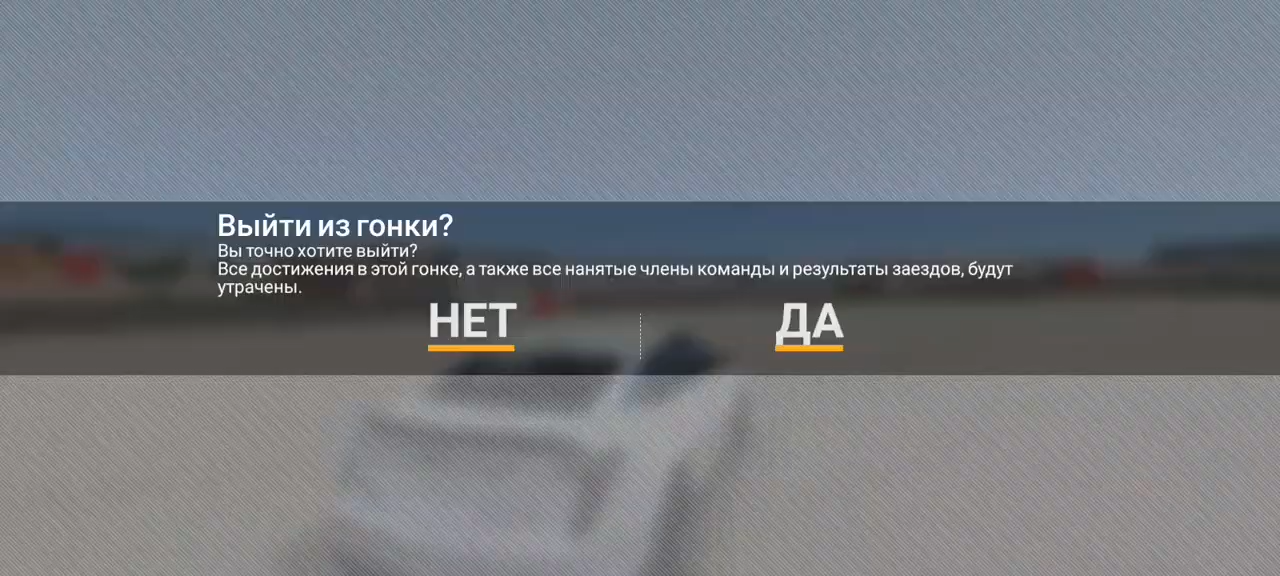 Выйти из гонки?
Вы точно хотите выйти?
Все достижения в этой гонке, а также все нанятые члены команды и результаты заездов, будут
утрачены.
НЕТ ДА